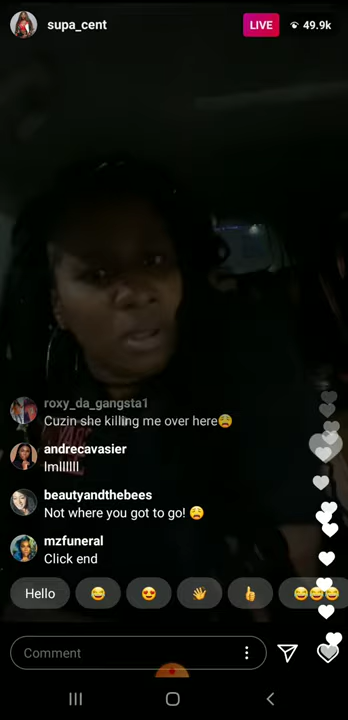 supa_cent
LIVE
49.9k
roxy_da_gangsta1
Cuzin she killing me over here😩
andrecavasier
lmllllll
beautyandthebees
Not where you got to go! 😩
mzfuneral
Click end
Hello
Comment